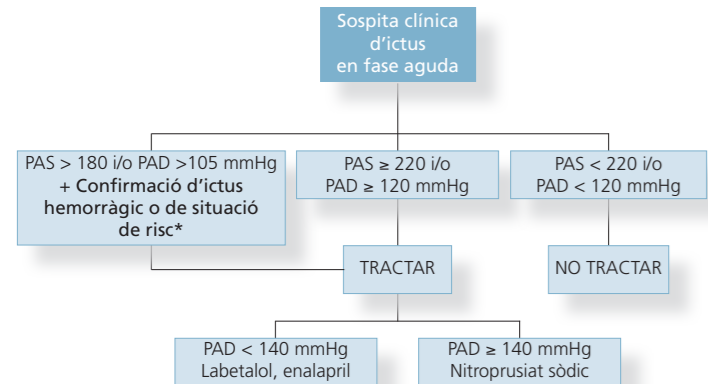 Sospita clínica
d'ictus
en fase aguda
PAS > 180 i/o PAD >105 mmHg
+ Confirmació d'ictus
hemorràgic o de situació
de risc*
PAS ≥ 220 i/o
PAD ≥ 120 mmHg
PAS < 220 i/o
PAD < 120 mmHg
TRACTAR
NO TRACTAR
PAD < 140 mmHg
Labetalol, enalapril
PAD ≥ 140 mmHg
Nitroprusiat sòdic